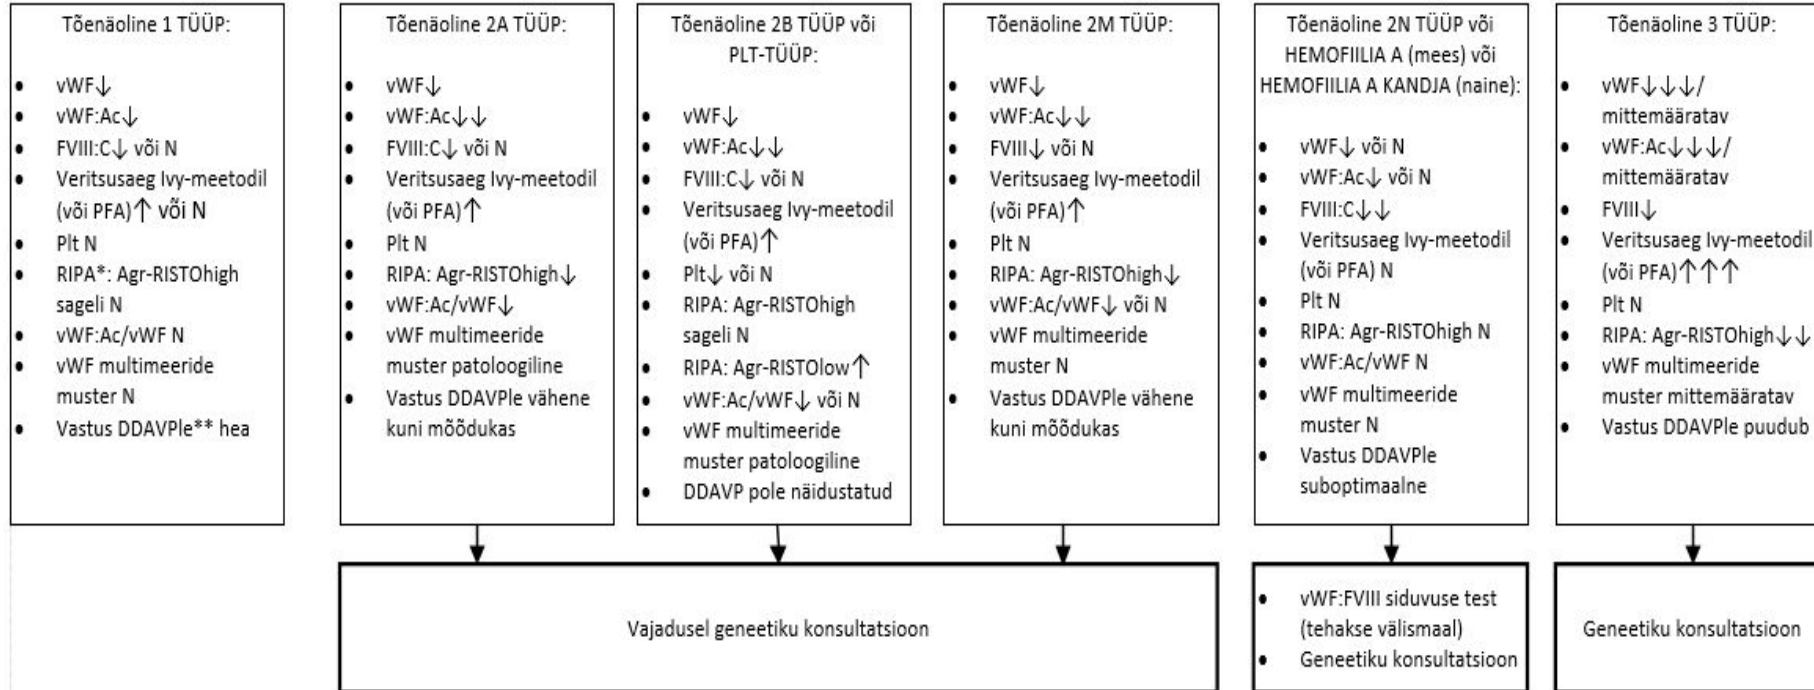 Tõenäoline 1 TÜÜP:
• vWF↓
• vWF:Ac↓
• FVIII:C↓ või N
• Veritsusaeg Ivy-meetodil
(või PFA)↑ või N
• Plt N
• RIPA*: Agr-RISTOhigh
sageli N
• vWF:Ac/vWF N
• vWF multimeeride
muster N
• Vastus DDAVPle** hea
Tõenäoline 2A TÜÜP:
• vWF↓
• vWF:Ac↓↓
• FVIII:C↓ või N
• Veritsusaeg Ivy-meetodil
(või PFA)↑
• Plt N
• RIPA: Agr-RISTOhigh↓
• vWF:Ac/vWF↓
• vWF multimeeride
muster patoloogiline
• Vastus DDAVPle vähene
kuni mõõdukas
Tõenäoline 2B TÜÜP või
PLT-TÜÜP:
• vWF↓
• vWF:Ac↓↓
• FVIII:C↓ või N
• Veritsusaeg Ivy-meetodil
(või PFA)↑
• Plt↓ või N
• RIPA: Agr-RISTOhigh
sageli N
• RIPA: Agr-RISTOlow↑
• vWF:Ac/vWF↓ või N
• vWF multimeeride
muster patoloogiline
• DDAVP pole näidustatud
Tõenäoline 2M TÜÜP:
• vWF↓
• vWF:Ac↓↓
• FVIII↓ või N
• Veritsusaeg Ivy-meetodil
(või PFA)↑
• Plt N
• RIPA: Agr-RISTOhigh↓
• vWF:Ac/vWF↓ või N
• vWF multimeeride
muster N
• Vastus DDAVPle vähene
kuni mõõdukas
Tõenäoline 2N TÜÜP või
HEMOFIILIA A (mees) või
HEMOFIILIA A KANDJA (naine):
• vWF↓ või N
• vWF:Ac↓ või N
• FVIII:C↓↓
• Veritsusaeg Ivy-meetodil
(või PFA) N
• Plt N
• RIPA: Agr-RISTOhigh N
• vWF:Ac/vWF N
• vWF multimeeride
muster N
• Vastus DDAVPle
suboptimaalne
Tõenäoline 3 TÜÜP:
• vWF↓↓↓/
mittemääratav
• vWF:Ac↓↓↓/
mittemääratav
• FVIII↓
• Veritsusaeg Ivy-meetodil
(või PFA)↑↑↑
• Plt N
• RIPA: Agr-RISTOhigh↓↓
• vWF multimeeride
muster mittemääratav
• Vastus DDAVPle puudub
Vajadusel geneetiku konsultatsioon
• vWF:FVIII siduvuse test
(tehakse välismaal)
• Geneetiku konsultatsioon
Geneetiku konsultatsioon